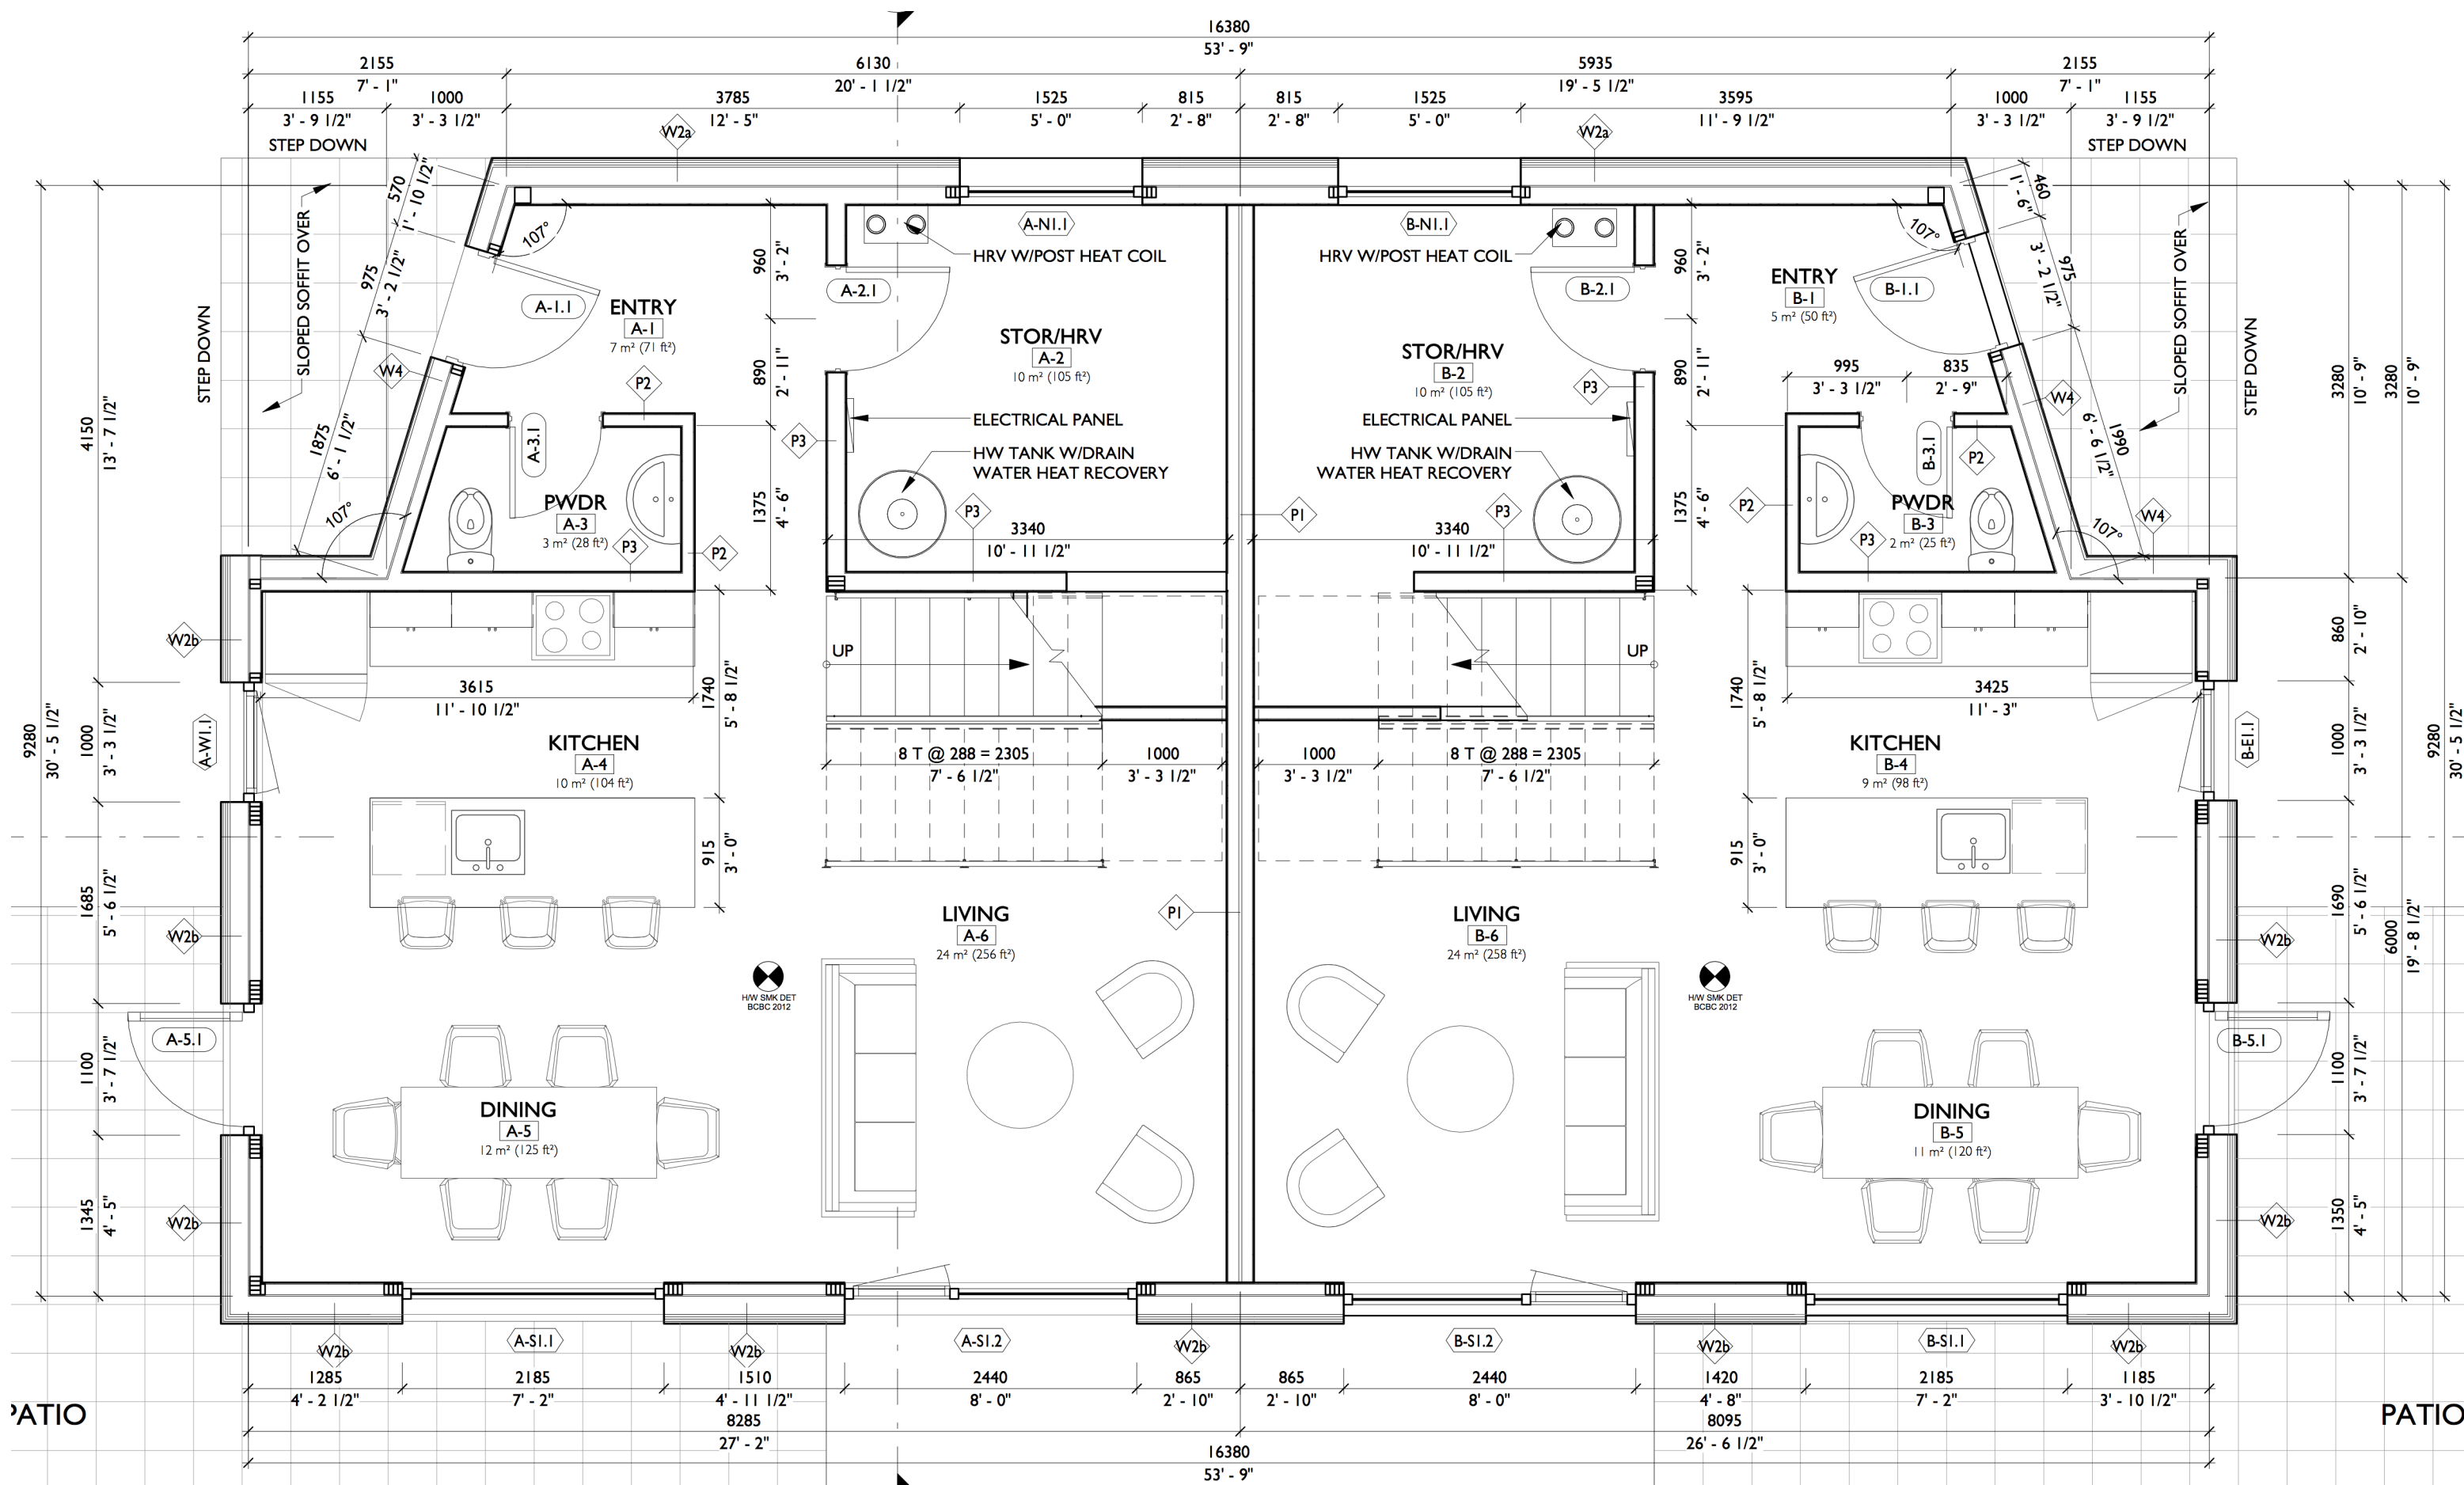 16380
53' - 9"
2155
7' - 1"
6130
20' - 1 1/2"
5935
19' - 5 1/2"
2155
7' - 1"
1155
3' - 9 1/2"
1000
3' - 3 1/2"
3785
12' - 5"
1525
5' - 0"
815
2' - 8"
815
2' - 8"
1525
5' - 0"
3595
11' - 9 1/2"
1000
3' - 3 1/2"
1155
3' - 9 1/2"
STEP DOWN
W2a
W2a
STEP DOWN
570
1' - 10 1/2"
975
3' - 2 1/2"
1875
6' - 1 1/2"
SLOPED SOFFIT OVER
STEP DOWN
107°
107°
W4
A-1.1
ENTRY
A-1
7 m² (71 ft²)
P2
A-3.1
PWDR
A-3
3 m² (28 ft²)
P3
P2
960
3' - 2"
890
2' - 11"
1375
4' - 6"
A-2.1
P3
A-N1.1
HRV W/POST HEAT COIL
STOR/HRV
A-2
10 m² (105 ft²)
ELECTRICAL PANEL
HW TANK W/DRAIN
WATER HEAT RECOVERY
P3
3340
10' - 11 1/2"
P1
B-N1.1
HRV W/POST HEAT COIL
B-2.1
STOR/HRV
B-2
10 m² (105 ft²)
P3
ELECTRICAL PANEL
HW TANK W/DRAIN
WATER HEAT RECOVERY
P3
3340
10' - 11 1/2"
960
3' - 2"
890
2' - 11"
1375
4' - 6"
ENTRY
B-1
5 m² (50 ft²)
B-1.1
107°
995
3' - 3 1/2"
835
2' - 9"
B-3.1
P2
P2
PWDR
B-3
2 m² (25 ft²)
P3
W4
W4
107°
460
1' - 6"
975
3' - 2 1/2"
1990
6' - 6 1/2"
SLOPED SOFFIT OVER
STEP DOWN
4150
13' - 7 1/2"
9280
30' - 5 1/2"
1000
3' - 3 1/2"
1685
5' - 6 1/2"
1100
3' - 7 1/2"
1345
4' - 5"
3280
10' - 9"
3280
10' - 9"
860
2' - 10"
1000
3' - 3 1/2"
1690
5' - 6 1/2"
6000
19' - 8 1/2"
9280
30' - 5 1/2"
1100
3' - 7 1/2"
1350
4' - 5"
W2b
A-W1.1
3615
11' - 10 1/2"
1740
5' - 8 1/2"
KITCHEN
A-4
10 m² (104 ft²)
915
3' - 0"
UP
UP
8 T @ 288 = 2305
7' - 6 1/2"
1000
3' - 3 1/2"
1000
3' - 3 1/2"
8 T @ 288 = 2305
7' - 6 1/2"
1740
5' - 8 1/2"
3425
11' - 3"
KITCHEN
B-4
9 m² (98 ft²)
915
3' - 0"
B-E1.1
W2b
LIVING
A-6
24 m² (256 ft²)
P1
LIVING
B-6
24 m² (258 ft²)
W2b
H/W SMK DET
BCBC 2012
H/W SMK DET
BCBC 2012
A-5.1
B-5.1
DINING
A-5
12 m² (125 ft²)
DINING
B-5
11 m² (120 ft²)
W2b
W2b
W2b
A-S1.1
W2b
A-S1.2
W2b
B-S1.2
W2b
B-S1.1
W2b
1285
4' - 2 1/2"
2185
7' - 2"
1510
4' - 11 1/2"
2440
8' - 0"
865
2' - 10"
865
2' - 10"
2440
8' - 0"
1420
4' - 8"
2185
7' - 2"
1185
3' - 10 1/2"
PATIO
8285
27' - 2"
8095
26' - 6 1/2"
PATIO
16380
53' - 9"